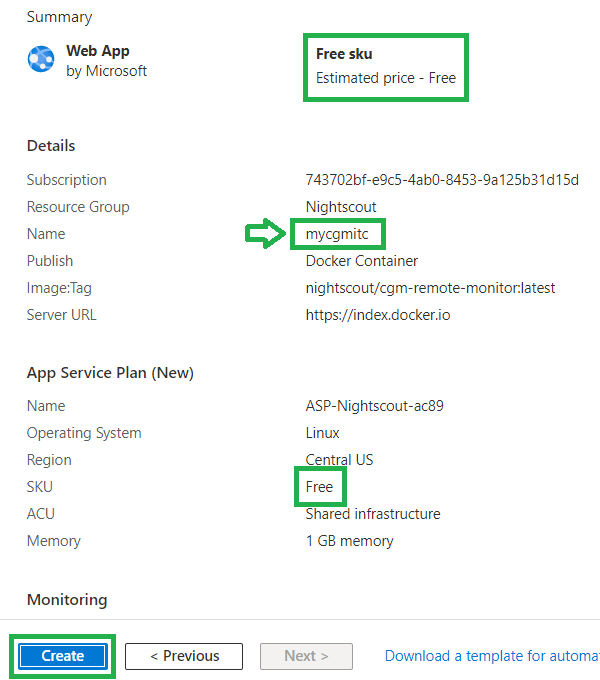 Summary
Web App
by Microsoft
Free sku
Estimated price - Free
Details
Subscription 743702bf-e9c5-4ab0-8453-9a125b31d15d
Resource Group Nightscout
Name mycgmitc
Publish Docker Container
Image:Tag nightscout/cgm-remote-monitor:latest
Server URL https://index.docker.io
App Service Plan (New)
Name ASP-Nightscout-ac89
Operating System Linux
Region Central US
SKU Free
ACU Shared infrastructure
Memory 1 GB memory
Monitoring
Create < Previous Next > Download a template for automat